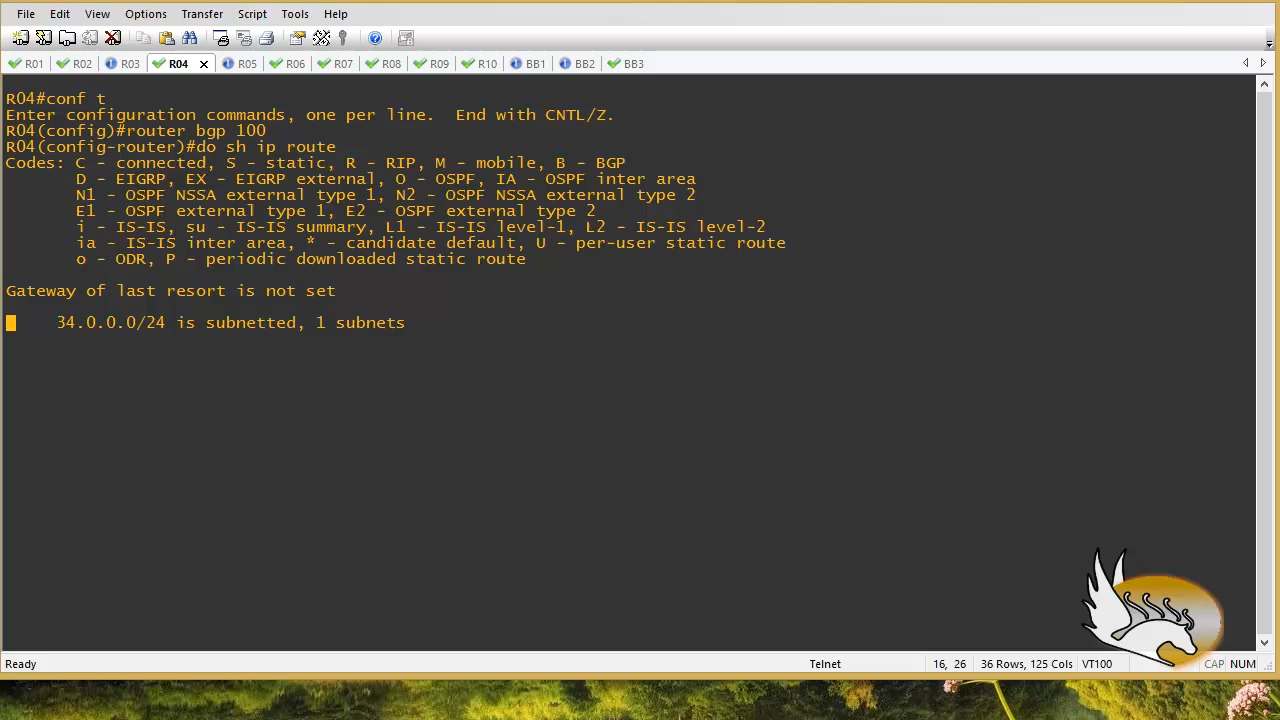 File Edit View Options Transfer Script Tools Help
R01 R02 R03 R04 R05 R06 R07 R08 R09 R10 BB1 BB2 BB3
R04#conf t
Enter configuration commands, one per line.  End with CNTL/Z.
R04(config)#router bgp 100
R04(config-router)#do sh ip route
Codes: C - connected, S - static, R - RIP, M - mobile, B - BGP
D - EIGRP, EX - EIGRP external, O - OSPF, IA - OSPF inter area
N1 - OSPF NSSA external type 1, N2 - OSPF NSSA external type 2
E1 - OSPF external type 1, E2 - OSPF external type 2
i - IS-IS, su - IS-IS summary, L1 - IS-IS level-1, L2 - IS-IS level-2
ia - IS-IS inter area, * - candidate default, U - per-user static route
o - ODR, P - periodic downloaded static route
Gateway of last resort is not set
34.0.0.0/24 is subnetted, 1 subnets
Ready Telnet 16, 26 36 Rows, 125 Cols VT100 CAP NUM